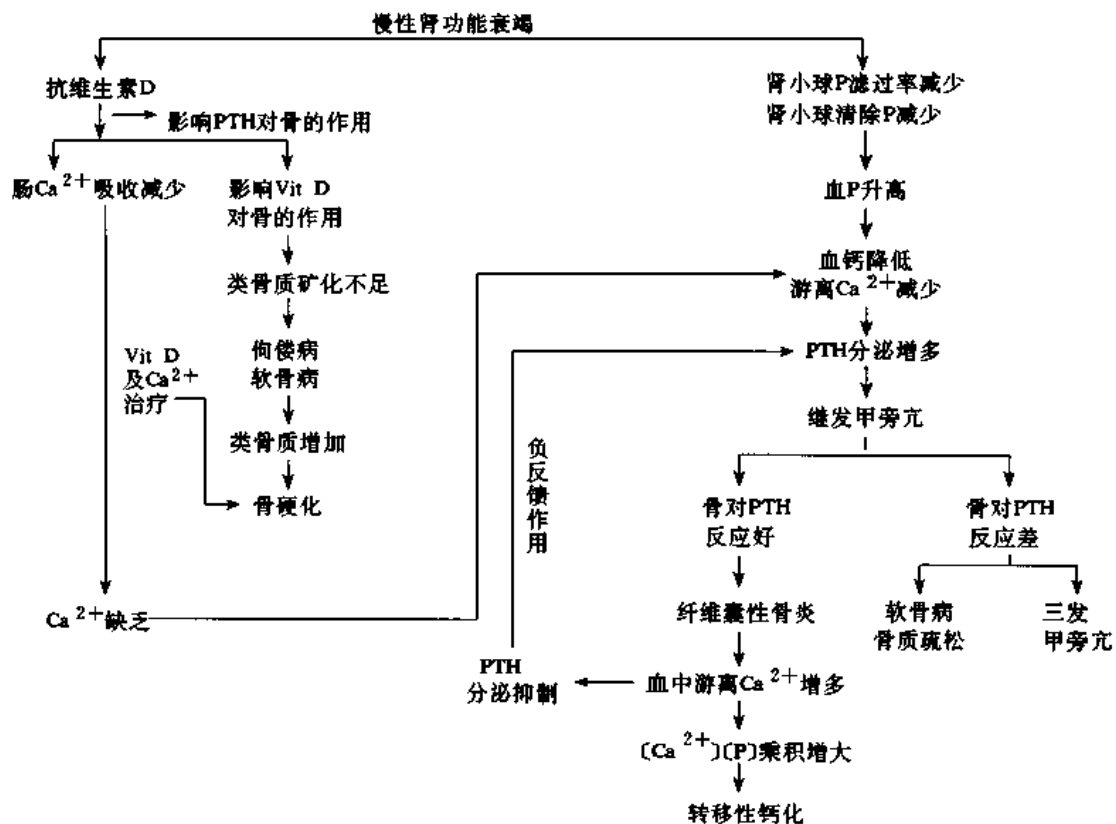 慢性肾功能衰竭
抗维生素D
影响PTH对骨的作用
肠Ca²⁺吸收减少
影响Vit D
对骨的作用
类骨质矿化不足
佝偻病
软骨病
Vit D
及Ca²⁺
治疗
类骨质增加
骨硬化
Ca²⁺缺乏
肾小球P滤过率减少
肾小球清除P减少
血P升高
血钙降低
游离Ca²⁺减少
PTH分泌增多
继发甲旁亢
负反馈作用
骨对PTH
反应好
骨对PTH
反应差
纤维囊性骨炎
软骨病
骨质疏松
三发
甲旁亢
PTH
分泌抑制
血中游离Ca²⁺增多
〔Ca²⁺〕〔P〕乘积增大
转移性钙化